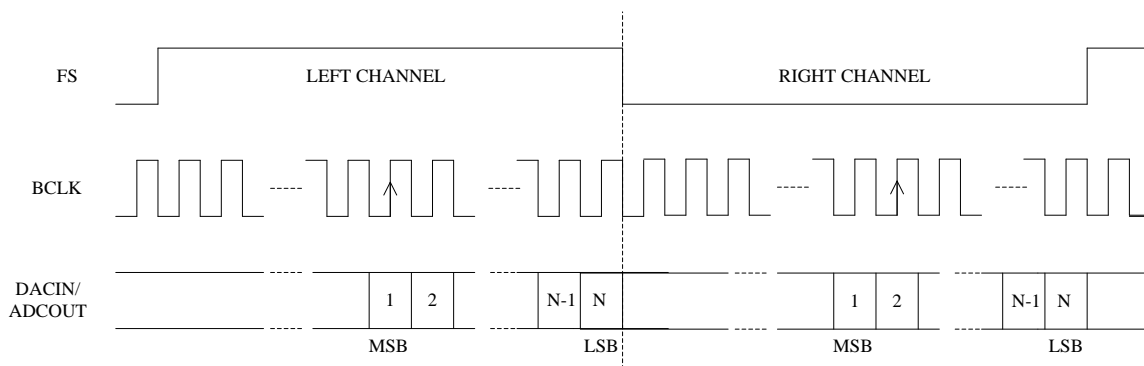 FS
LEFT CHANNEL
RIGHT CHANNEL
BCLK
DACIN/
ADCOUT
1
2
N-1
N
1
2
N-1
N
MSB
LSB
MSB
LSB